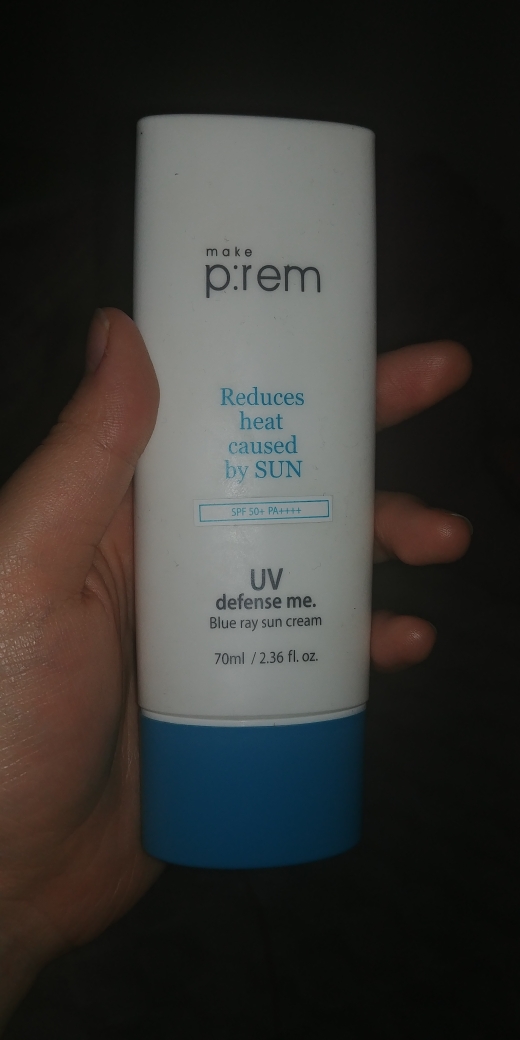 make
p:rem
Reduces
heat
caused
by SUN
SPF 50+ PA++++
UV
defense me.
Blue ray sun cream
70ml / 2.36 fl. oz.